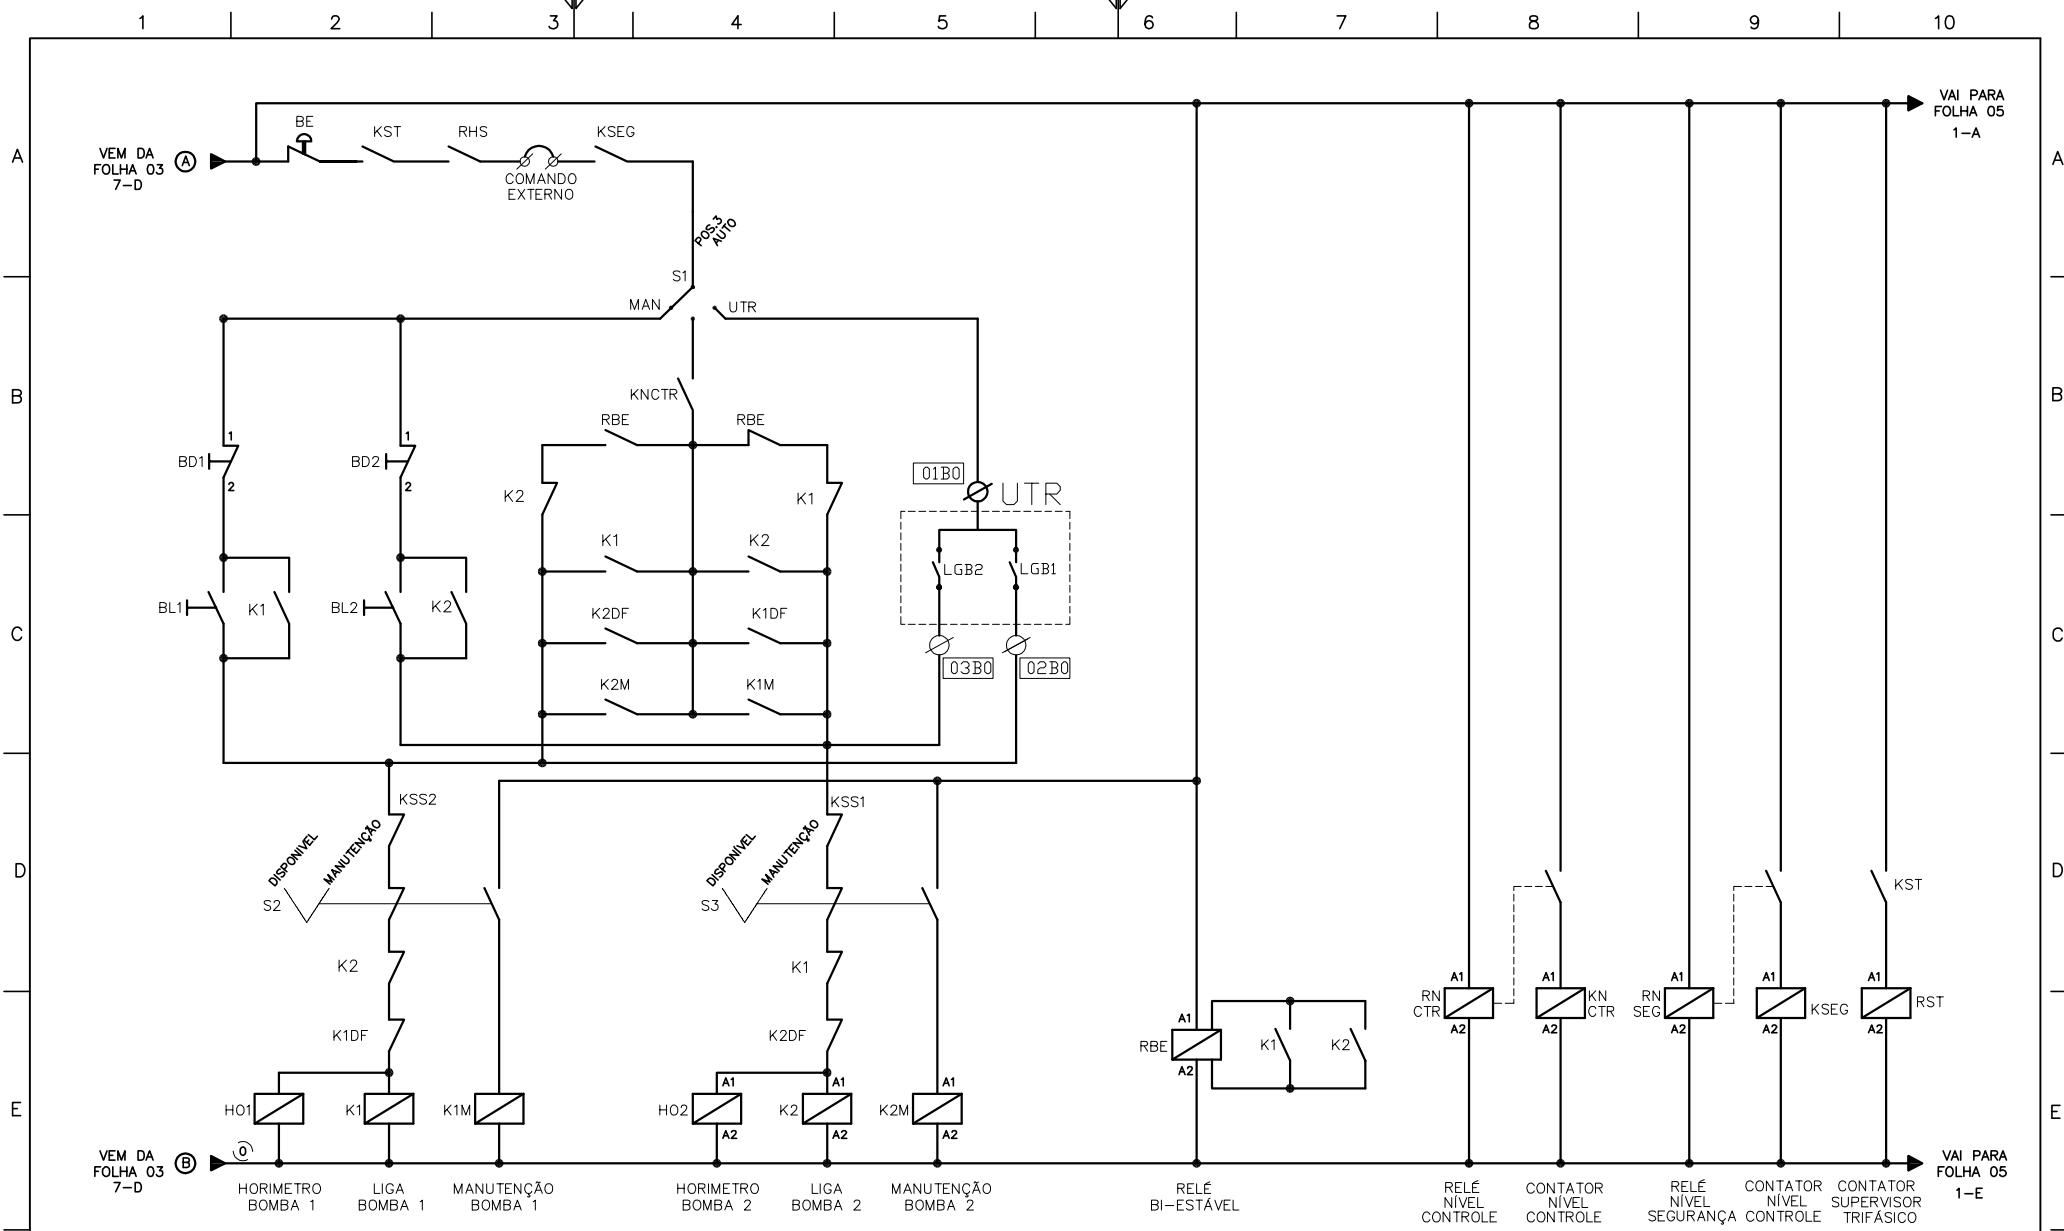 1 2 3 4 5 6 7 8 9 10
A
B
C
D
E
A
B
C
D
E
VEM DA
FOLHA 03
7-D
A
BE
KST
RHS
COMANDO
EXTERNO
KSEG
VAI PARA
FOLHA 05
1-A
POS.3
AUTO
S1
MAN
UTR
KNCTR
RBE
RBE
BD1
1
2
BD2
1
2
K2
K1
01B0
UTR
K1
K2
LGB2
LGB1
BL1
K1
BL2
K2
K2DF
K1DF
03B0
02B0
K2M
K1M
KSS2
KSS1
DISPONIVEL
MANUTENÇÃO
S2
DISPONIVEL
MANUTENÇÃO
S3
KST
K2
K1
K1DF
K2DF
A1
RN
CTR
A2
A1
KN
CTR
A2
A1
RN
SEG
A2
A1
KSEG
A2
A1
RST
A2
A1
RBE
A2
K1
K2
HO1
K1
K1M
A1
HO2
A2
A1
K2
A2
A1
K2M
A2
VEM DA
FOLHA 03
7-D
B
0
HORIMETRO
BOMBA 1
LIGA
BOMBA 1
MANUTENÇÃO
BOMBA 1
HORIMETRO
BOMBA 2
LIGA
BOMBA 2
MANUTENÇÃO
BOMBA 2
RELÉ
BI-ESTÁVEL
RELÉ
NÍVEL
CONTROLE
CONTATOR
NÍVEL
CONTROLE
RELÉ
NÍVEL
SEGURANÇA
CONTATOR
NÍVEL
CONTROLE
CONTATOR
SUPERVISOR
TRIFÁSICO
VAI PARA
FOLHA 05
1-E